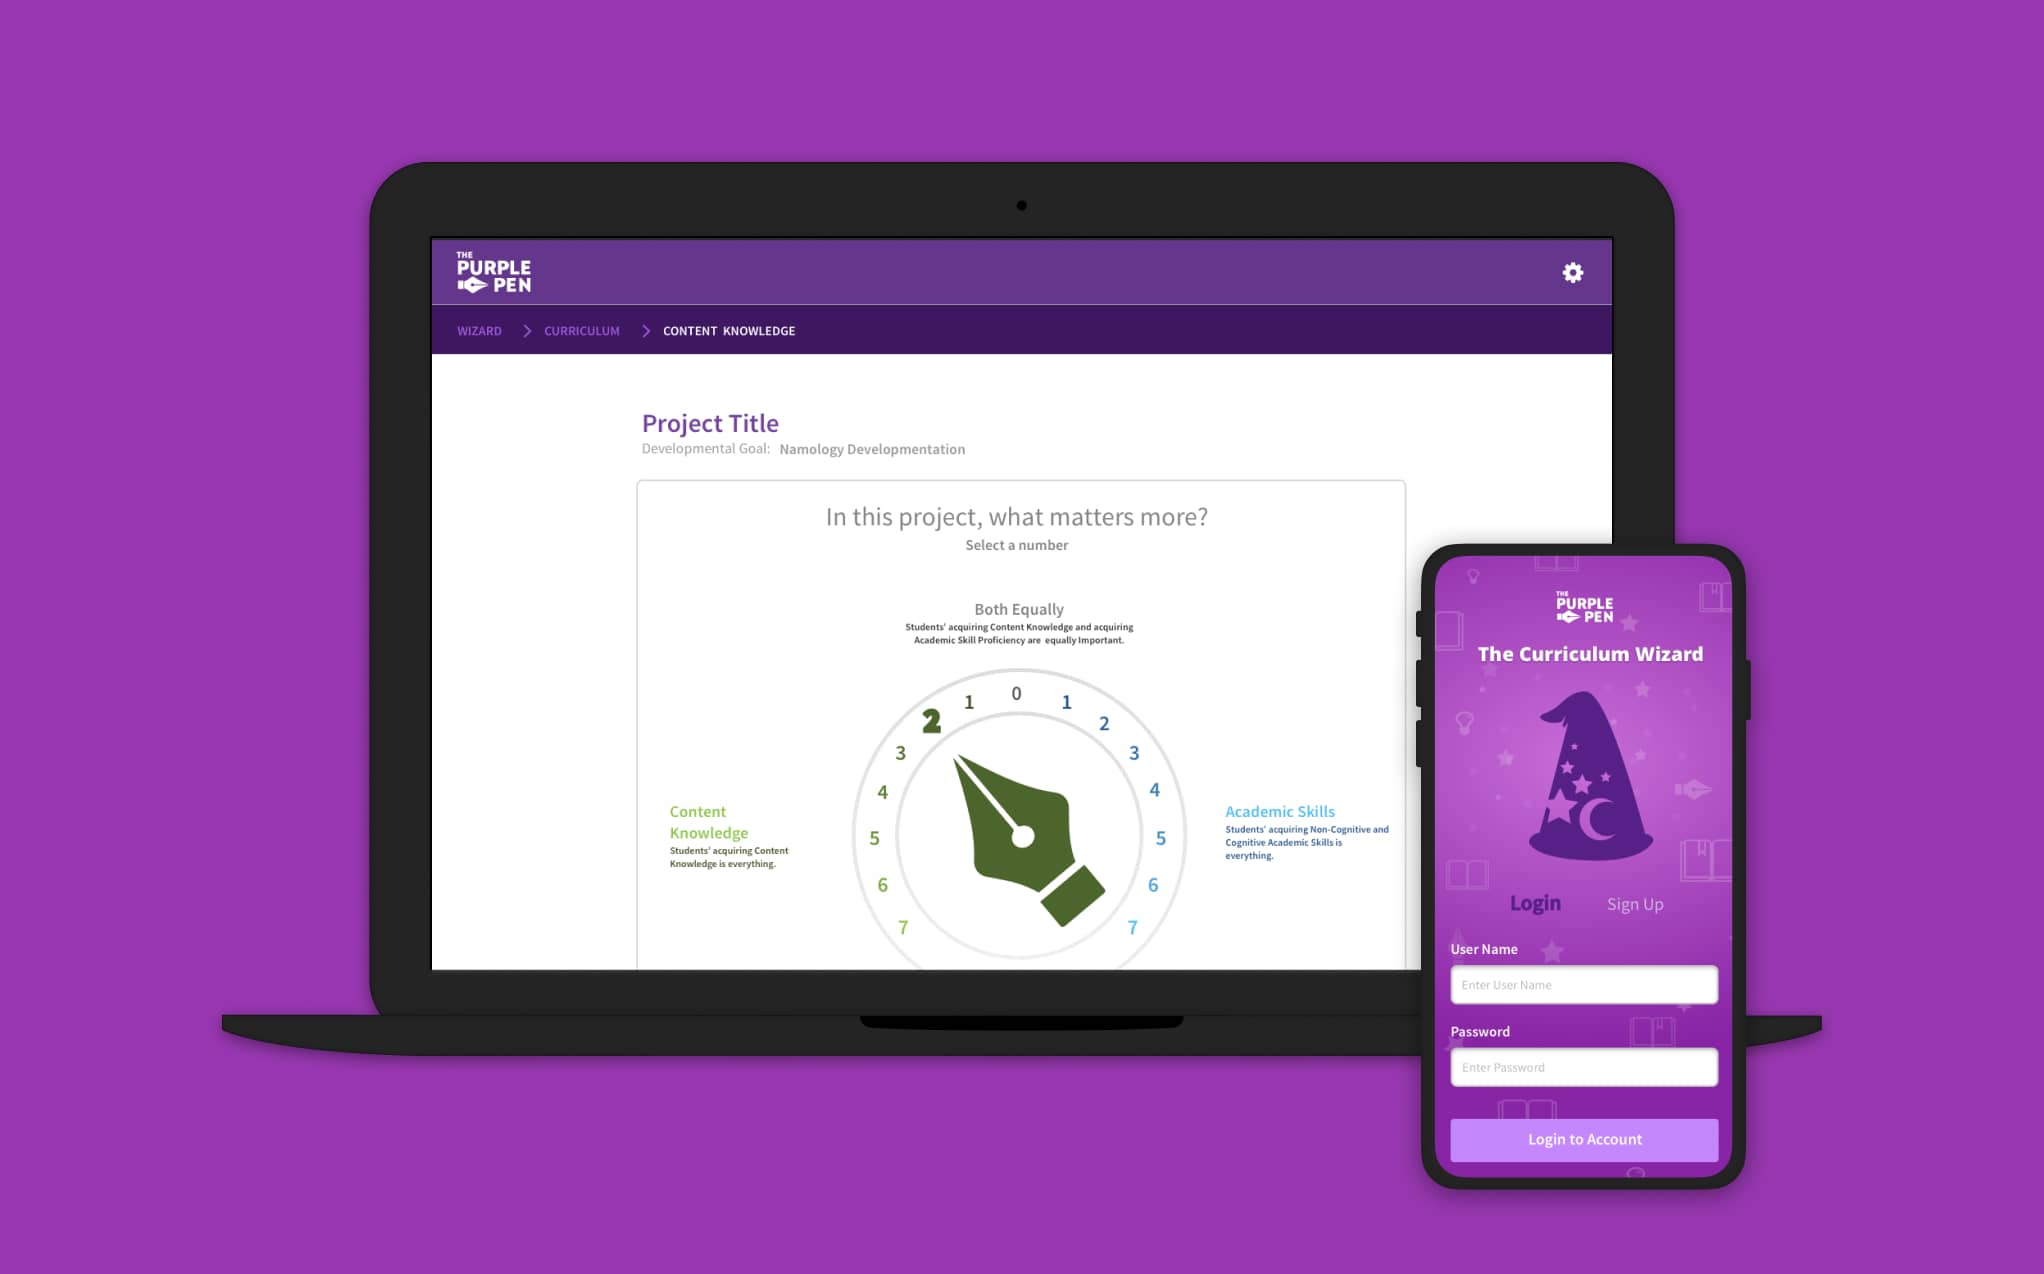 THE
PURPLE
PEN
WIZARD
CURRICULUM
CONTENT KNOWLEDGE
Project Title
Developmental Goal: Namology Developmentation
In this project, what matters more?
Select a number
Both Equally
Students' acquiring Content Knowledge and acquiring
Academic Skill Proficiency are equally Important.
0
1
2
3
4
5
6
7
1
2
3
4
5
6
7
Content
Knowledge
Students' acquiring Content
Knowledge is everything.
Academic Skills
Students' acquiring Non-Cognitive and
Cognitive Academic Skills is
everything.
THE
PURPLE
PEN
The Curriculum Wizard
Login
Sign Up
User Name
Enter User Name
Password
Enter Password
Login to Account